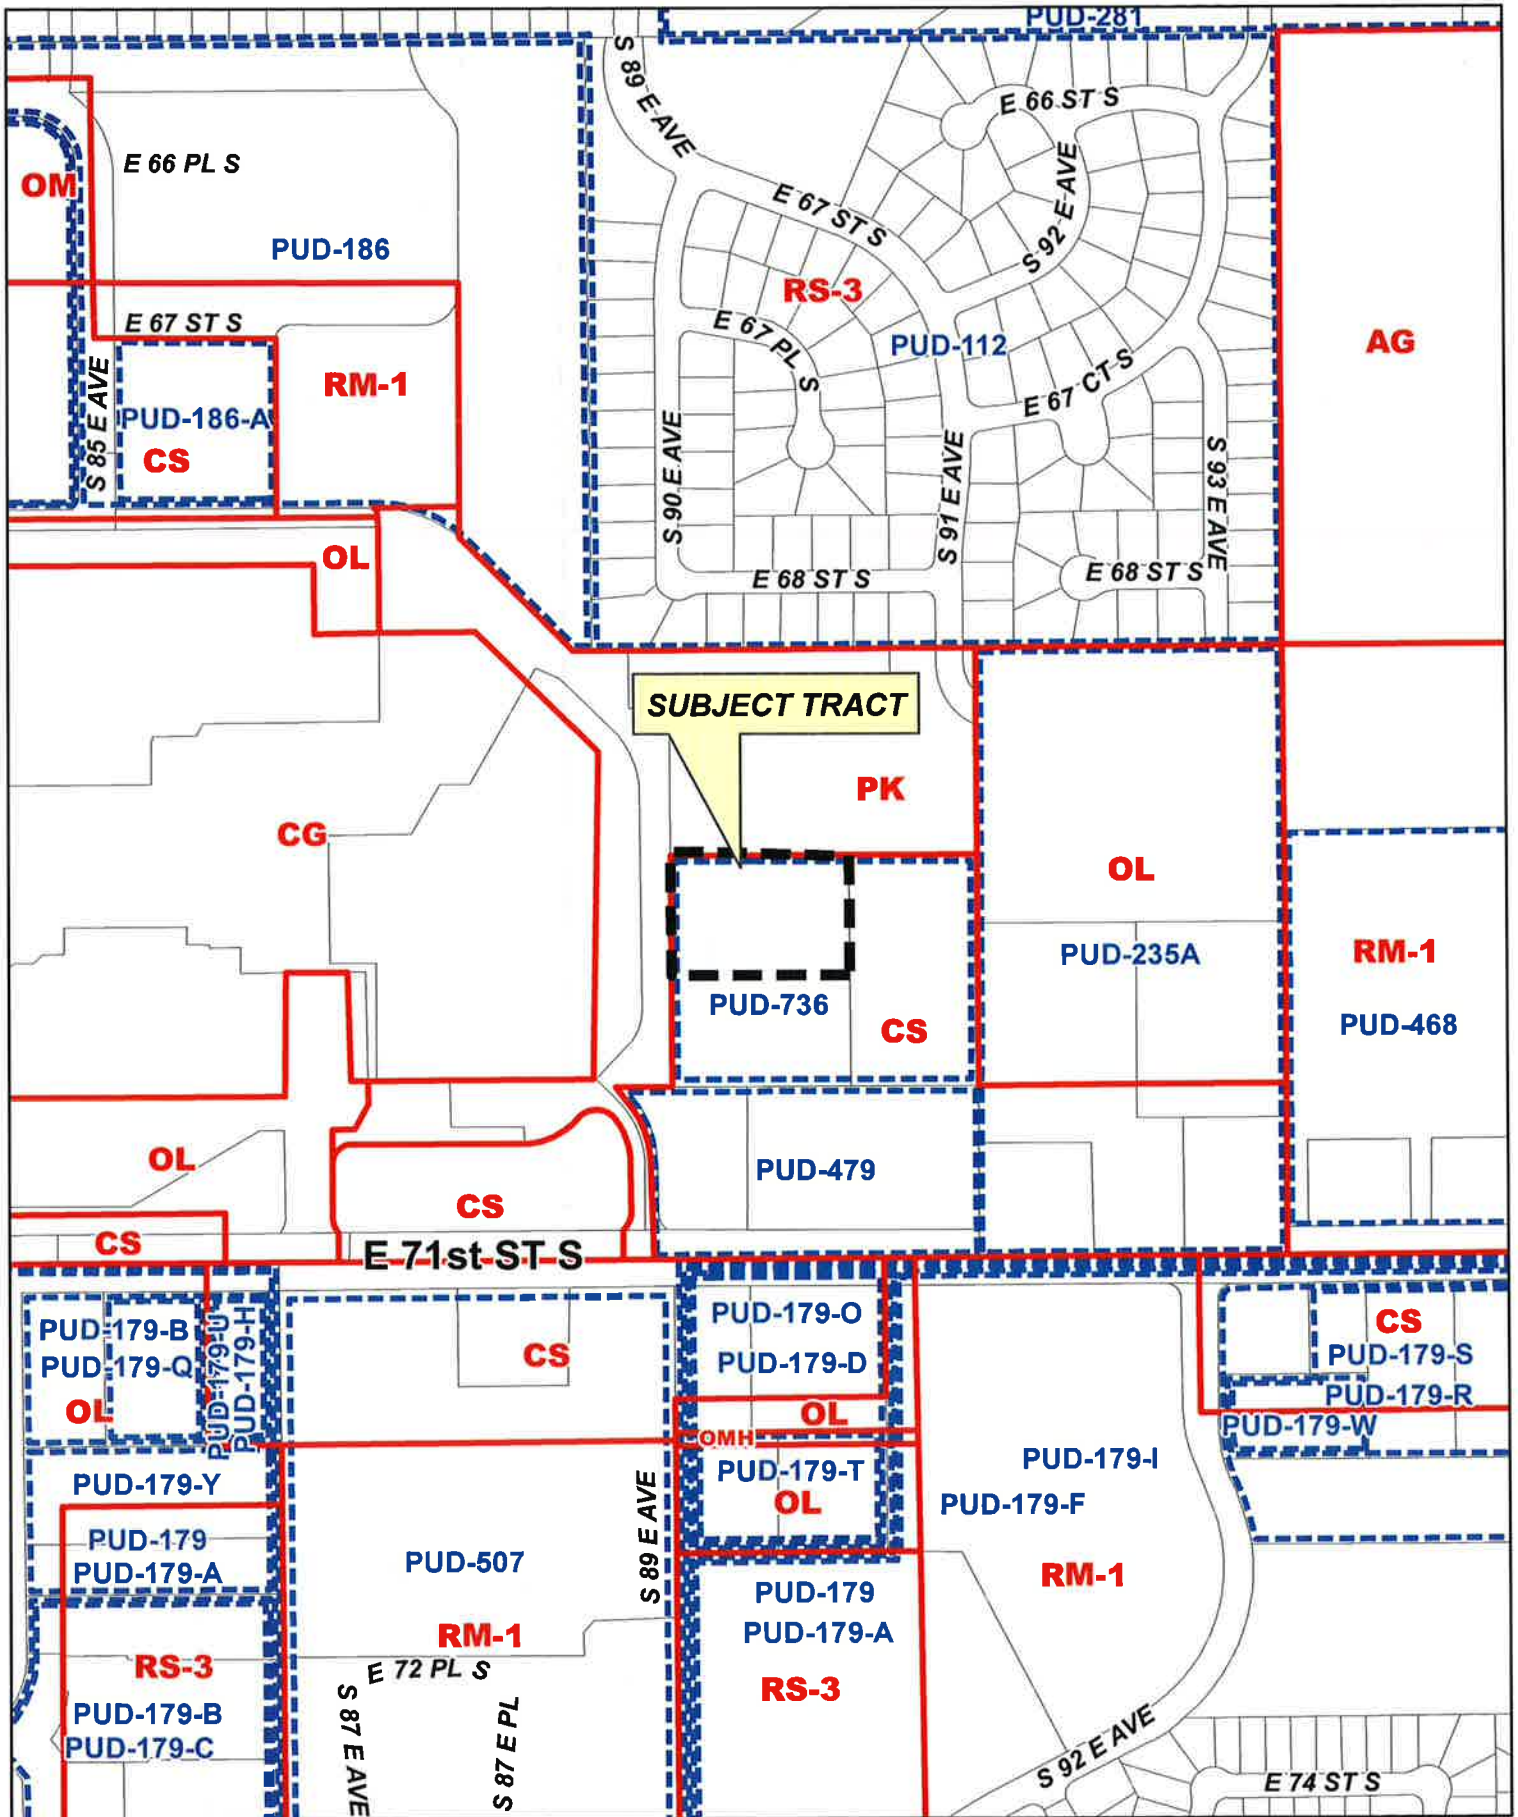 PUD-281
S 89 E AVE
E 66 ST S
E 66 PL S
OM
S 92 E AVE
E 67 ST S
PUD-186
RS-3
E 67 ST S
E 67 PL S
PUD-112
AG
RM-1
S 85 E AVE
E 67 CT S
PUD-186-A
CS
S 90 E AVE
S 91 E AVE
S 93 E AVE
OL
E 68 ST S
E 68 ST S
SUBJECT TRACT
PK
CG
OL
PUD-235A
RM-1
PUD-736
CS
PUD-468
OL
PUD-479
CS
CS
E 71st ST S
PUD-179-B
PUD-179-Q
OL
PUD-179-U
PUD-179-H
CS
PUD-179-O
PUD-179-D
OL
OMH
CS
PUD-179-S
PUD-179-R
PUD-179-W
PUD-179-Y
PUD-179-T
OL
PUD-179-I
PUD-179-F
PUD-179
PUD-179-A
PUD-507
S 89 E AVE
RM-1
PUD-179
PUD-179-A
RS-3
RM-1
RS-3
E 72 PL S
PUD-179-B
PUD-179-C
S 87 E AVE
S 87 E PL
S 92 E AVE
E 74 ST S